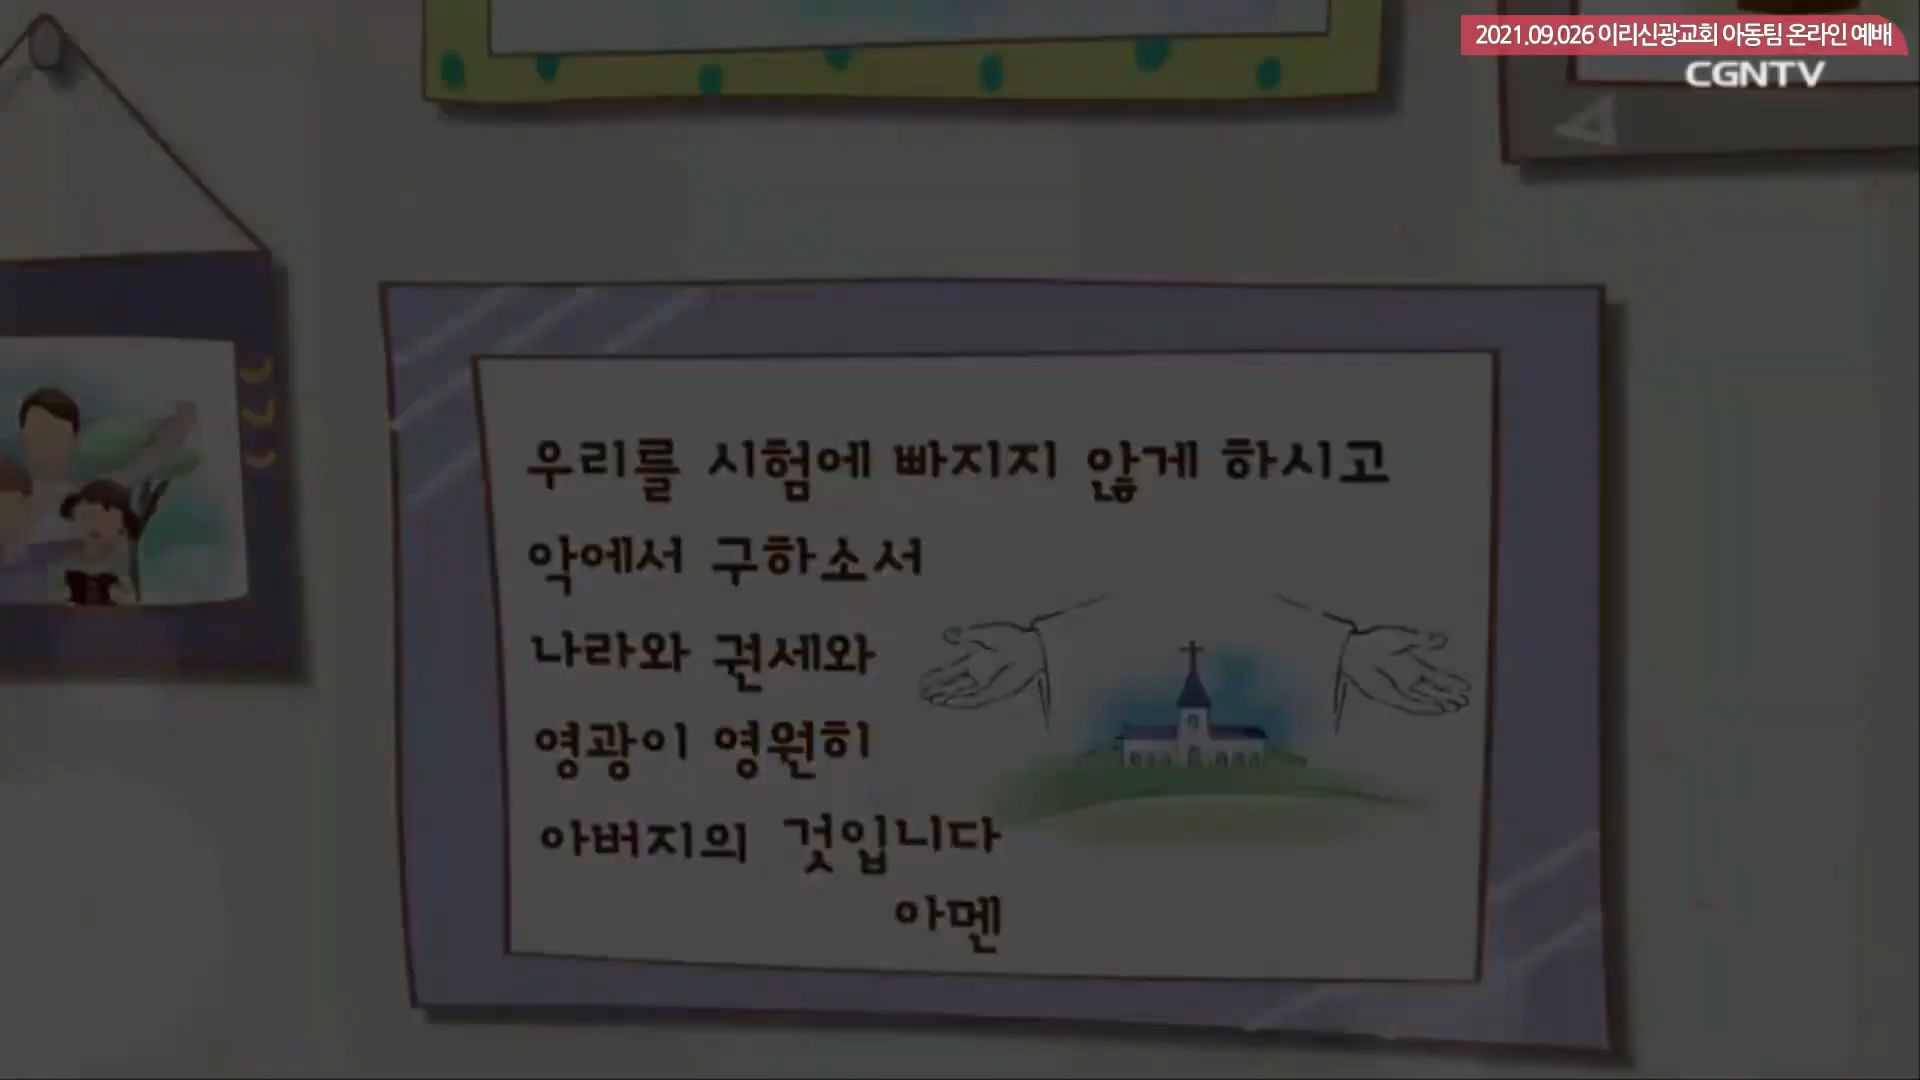 2021.09.026 이리신광교회 아동팀 온라인 예배
CGNTV
우리를 시험에 빠지지 않게 하시고
악에서 구하소서
나라와 권세와
영광이 영원히
아버지의 것입니다
아멘